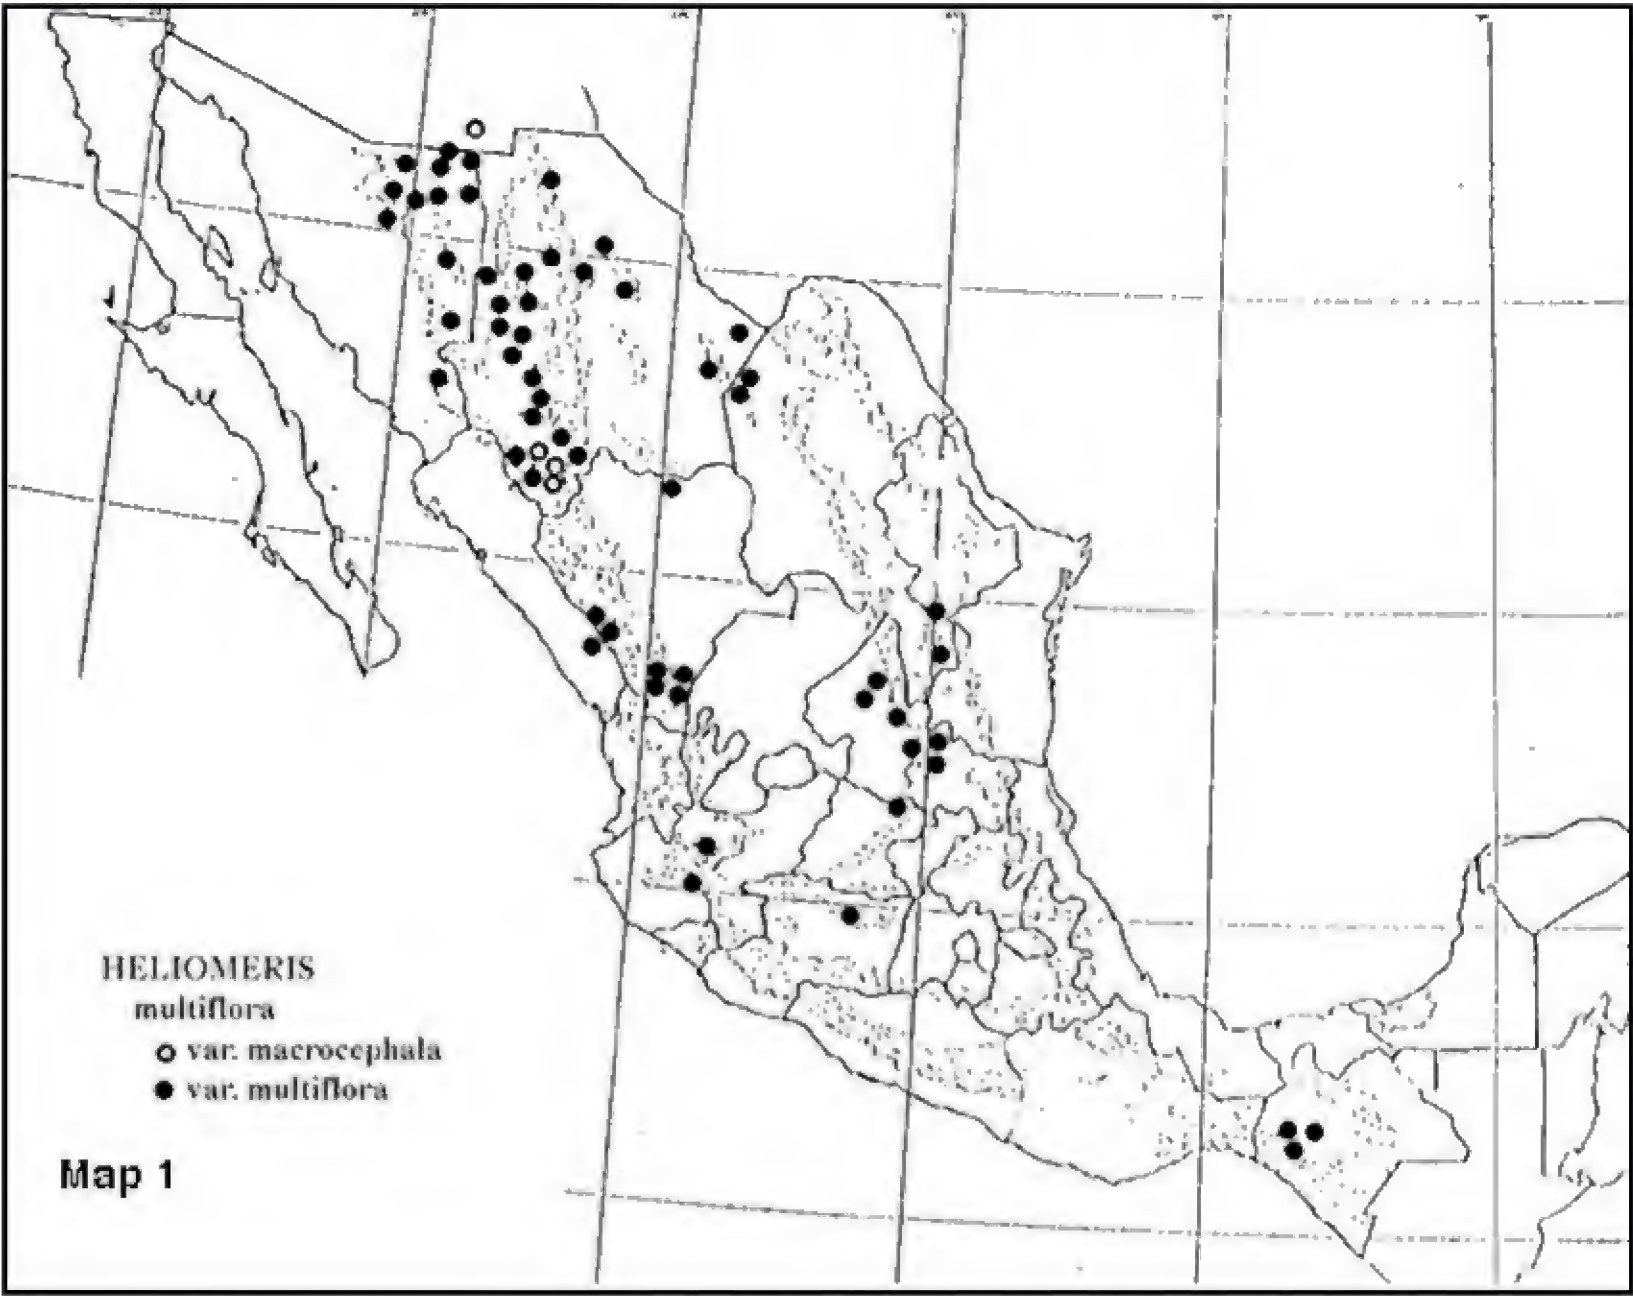 HELIOMERIS
multiflora
var. macrocephala
var. multiflora
Map 1